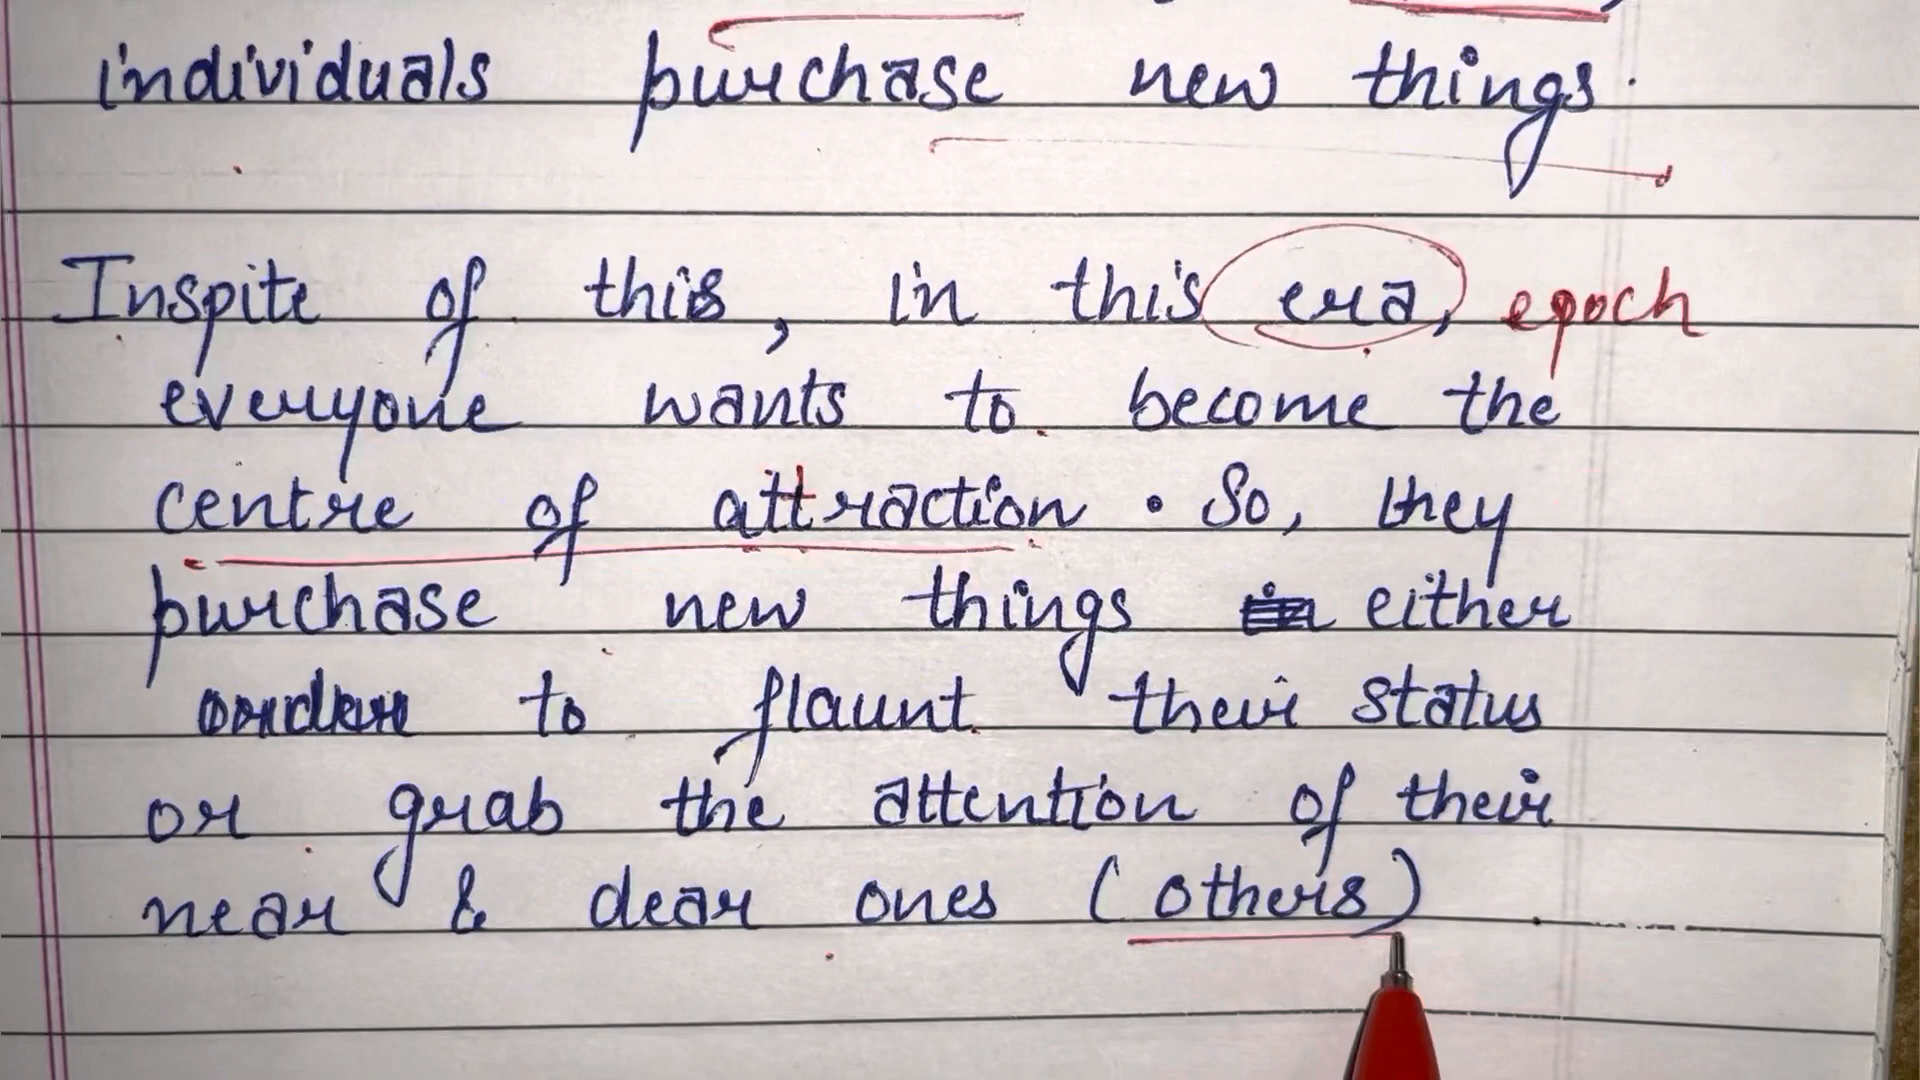 individuals purchase new things.
Inspite of this, in this era, epoch
everyone wants to become the
centre of attraction. So, they
purchase new things either
to flaunt their status
or grab the attention of their
near & dear ones (others)